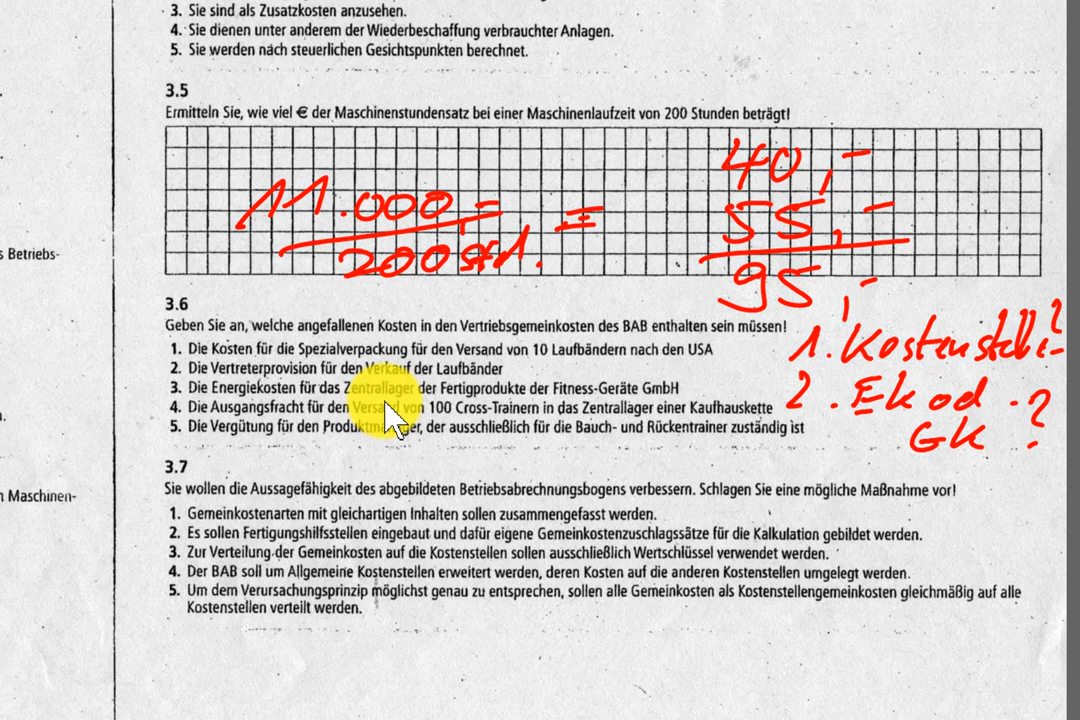 3. Sie sind als Zusatzkosten anzusehen.
4. Sie dienen unter anderem der Wiederbeschaffung verbrauchter Anlagen.
5. Sie werden nach steuerlichen Gesichtspunkten berechnet.
3.5
Ermitteln Sie, wie viel € der Maschinenstundensatz bei einer Maschinenlaufzeit von 200 Stunden beträgt!
11.000,- =
200 std.
40,-
55,-
95,-
s Betriebs-
3.6
Geben Sie an, welche angefallenen Kosten in den Vertriebsgemeinkosten des BAB enthalten sein müssen!
1. Die Kosten für die Spezialverpackung für den Versand von 10 Laufbändern nach den USA
2. Die Vertreterprovision für den Verkauf der Laufbänder
3. Die Energiekosten für das Zentrallager der Fertigprodukte der Fitness-Geräte GmbH
4. Die Ausgangsfracht für den Versand von 100 Cross-Trainern in das Zentrallager einer Kaufhauskette
5. Die Vergütung für den Produktmanager, der ausschließlich für die Bauch- und Rückentrainer zuständig ist
1. Kostenstelle?
2. Ek od.
Gk ?
3.7
Sie wollen die Aussagefähigkeit des abgebildeten Betriebsabrechnungsbogens verbessern. Schlagen Sie eine mögliche Maßnahme vor!
n Maschinen-
1. Gemeinkostenarten mit gleichartigen Inhalten sollen zusammengefasst werden.
2. Es sollen Fertigungshilfsstellen eingebaut und dafür eigene Gemeinkostenzuschlagssätze für die Kalkulation gebildet werden.
3. Zur Verteilung der Gemeinkosten auf die Kostenstellen sollen ausschließlich Wertschlüssel verwendet werden.
4. Der BAB soll um Allgemeine Kostenstellen erweitert werden, deren Kosten auf die anderen Kostenstellen umgelegt werden.
5. Um dem Verursachungsprinzip möglichst genau zu entsprechen, sollen alle Gemeinkosten als Kostenstellengemeinkosten gleichmäßig auf alle
Kostenstellen verteilt werden.